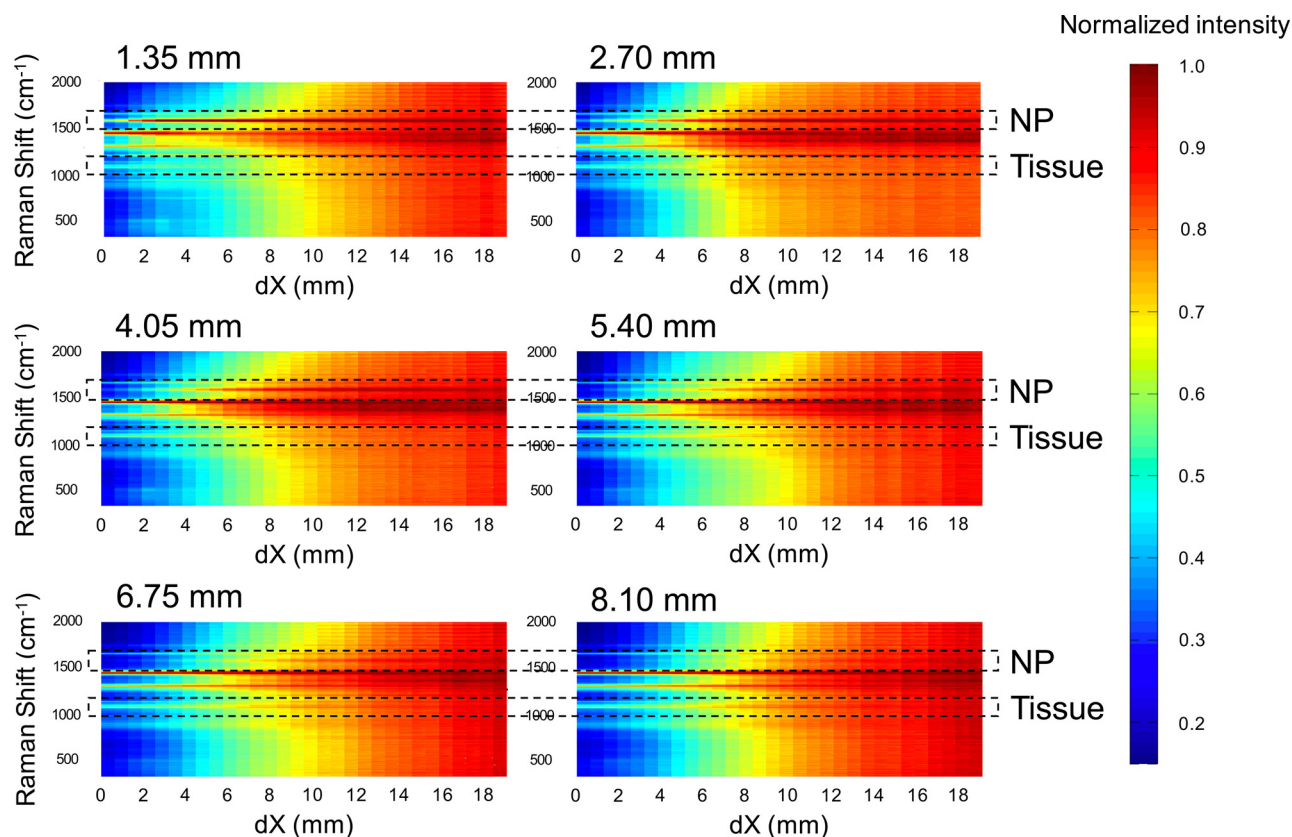 Normalized intensity
1.35 mm
2.70 mm
Raman Shift (cm-1)
2000
1500
1000
500
0 2 4 6 8 10 12 14 16 18
dX (mm)
2000
1500
1000
500
0 2 4 6 8 10 12 14 16 18
dX (mm)
NP
Tissue
4.05 mm
5.40 mm
Raman Shift (cm-1)
2000
1500
1000
500
0 2 4 6 8 10 12 14 16 18
dX (mm)
2000
1500
1000
500
0 2 4 6 8 10 12 14 16 18
dX (mm)
NP
Tissue
6.75 mm
8.10 mm
Raman Shift (cm-1)
2000
1500
1000
500
0 2 4 6 8 10 12 14 16 18
dX (mm)
2000
1500
1000
500
0 2 4 6 8 10 12 14 16 18
dX (mm)
NP
Tissue
1.0
0.9
0.8
0.7
0.6
0.5
0.4
0.3
0.2